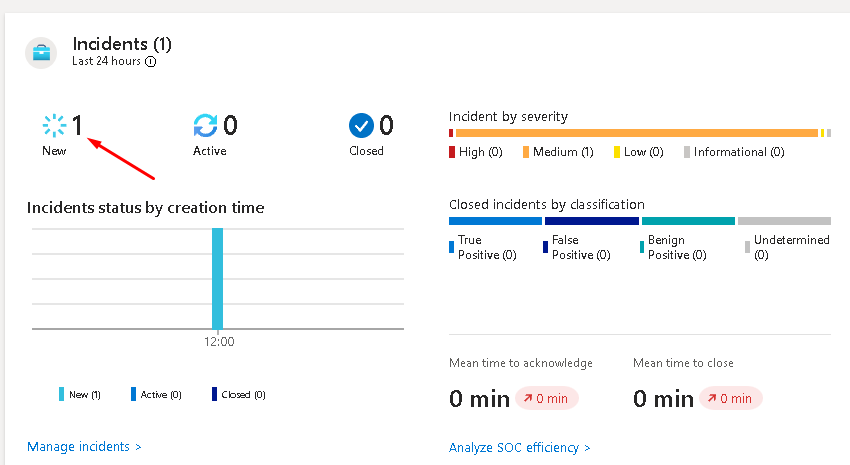 Incidents (1)
Last 24 hours
1
New
0
Active
0
Closed
Incidents status by creation time
12:00
New (1) Active (0) Closed (0)
Manage incidents >
Incident by severity
High (0) Medium (1) Low (0) Informational (0)
Closed incidents by classification
True
Positive (0)
False
Positive (0)
Benign
Positive (0)
Undetermined
(0)
Mean time to acknowledge
0 min 0 min
Mean time to close
0 min 0 min
Analyze SOC efficiency >